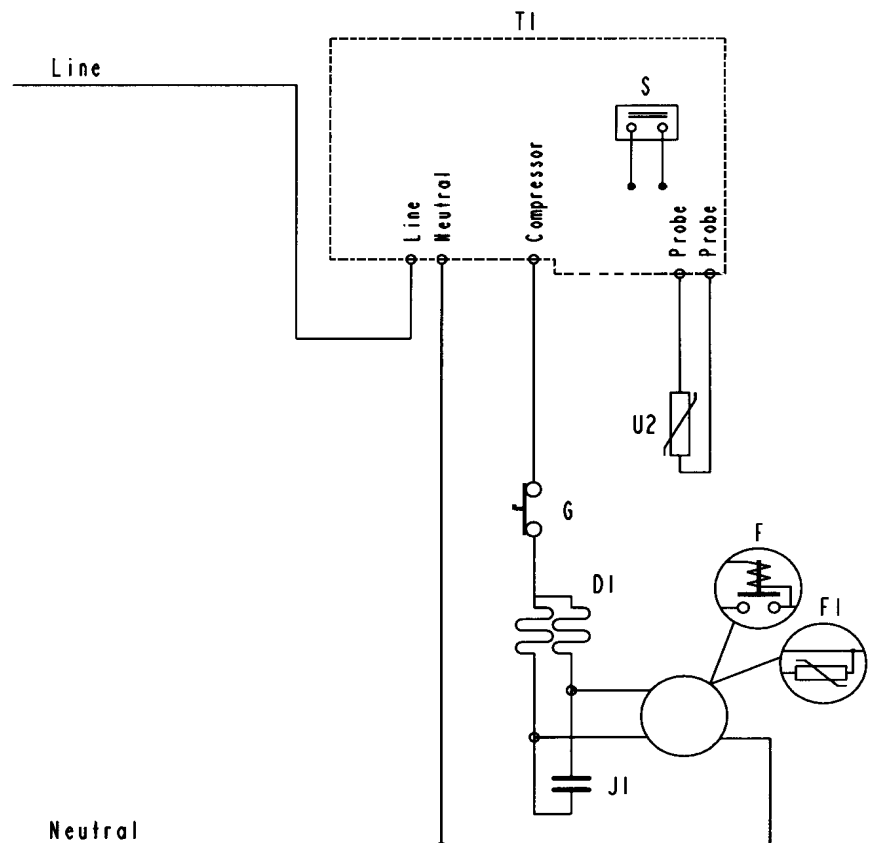 T1
Line
S
Line
Neutral
Compressor
Probe
Probe
U2
G
F
D1
F1
J1
Neutral